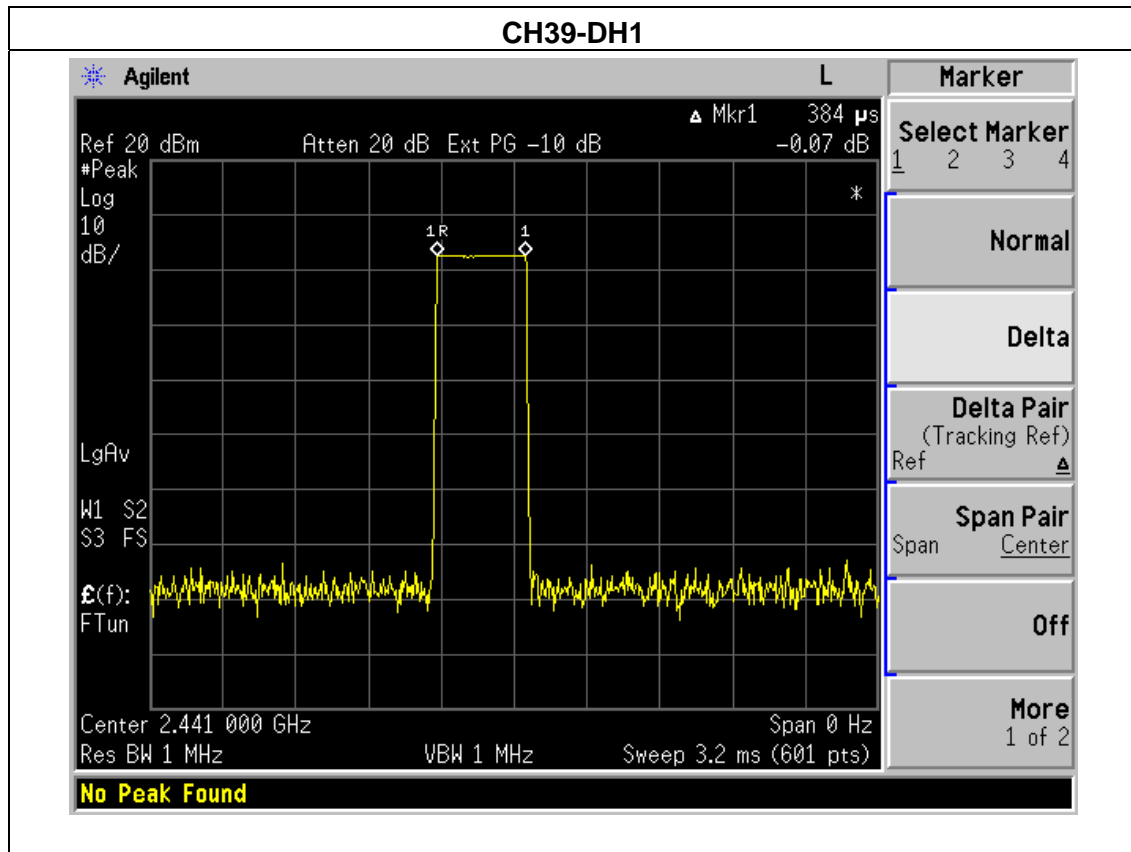 CH39-DH1
Agilent L
Δ Mkr1 384 µs
Ref 20 dBm Atten 20 dB Ext PG -10 dB -0.07 dB
#Peak
Log
10
dB/
*
1R 1
LgAv
W1 S2
S3 FS
£(f):
FTun
Center 2.441 000 GHz Span 0 Hz
Res BW 1 MHz VBW 1 MHz Sweep 3.2 ms (601 pts)
No Peak Found
Marker
Select Marker
1 2 3 4
Normal
Delta
Delta Pair
(Tracking Ref)
Ref Δ
Span Pair
Span Center
Off
More
1 of 2